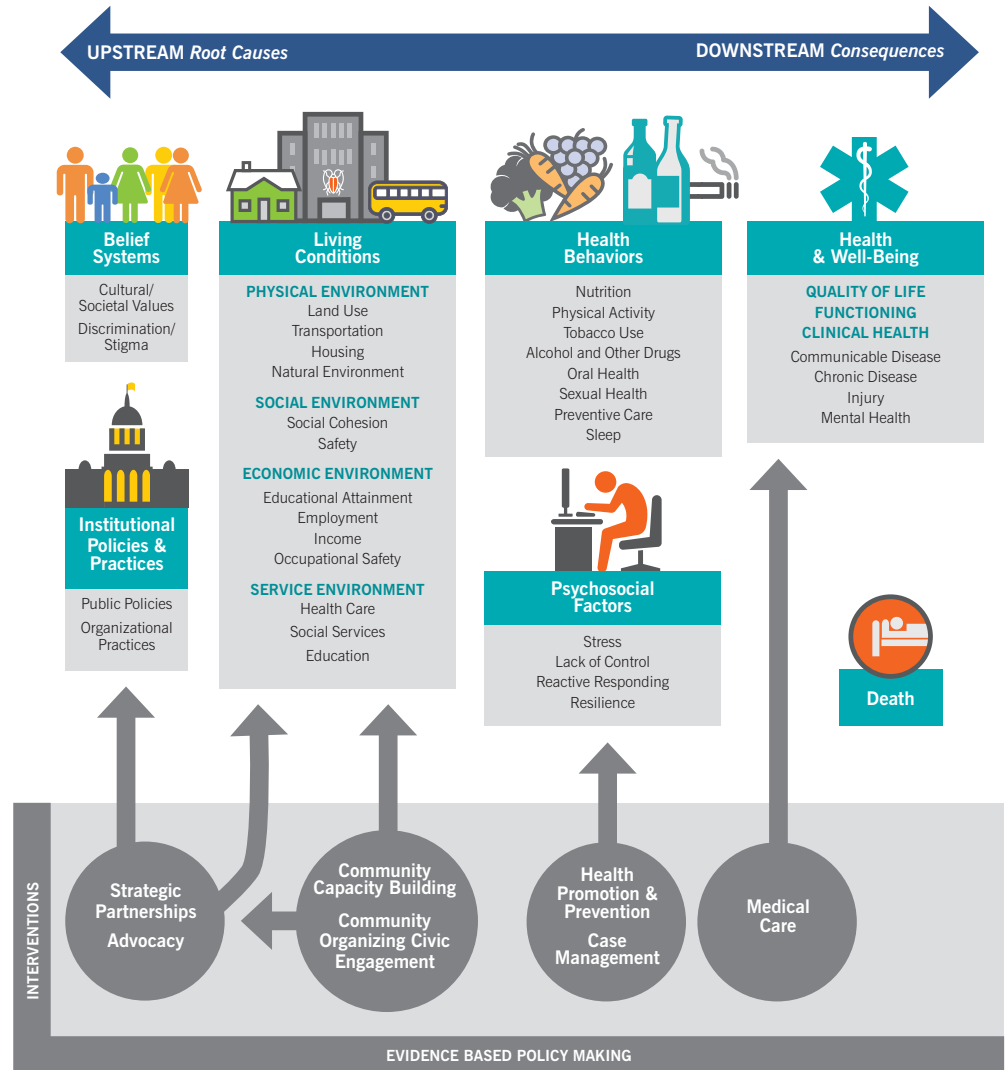 UPSTREAM Root Causes
DOWNSTREAM Consequences
Belief
Systems
Cultural/
Societal Values
Discrimination/
Stigma
Institutional
Policies &
Practices
Public Policies
Organizational
Practices
Living
Conditions
PHYSICAL ENVIRONMENT
Land Use
Transportation
Housing
Natural Environment
SOCIAL ENVIRONMENT
Social Cohesion
Safety
ECONOMIC ENVIRONMENT
Educational Attainment
Employment
Income
Occupational Safety
SERVICE ENVIRONMENT
Health Care
Social Services
Education
Health
Behaviors
Nutrition
Physical Activity
Tobacco Use
Alcohol and Other Drugs
Oral Health
Sexual Health
Preventive Care
Sleep
Psychosocial
Factors
Stress
Lack of Control
Reactive Responding
Resilience
Health
& Well-Being
QUALITY OF LIFE
FUNCTIONING
CLINICAL HEALTH
Communicable Disease
Chronic Disease
Injury
Mental Health
Death
INTERVENTIONS
Strategic
Partnerships
Advocacy
Community
Capacity Building
Community
Organizing Civic
Engagement
Health
Promotion &
Prevention
Case
Management
Medical
Care
EVIDENCE BASED POLICY MAKING